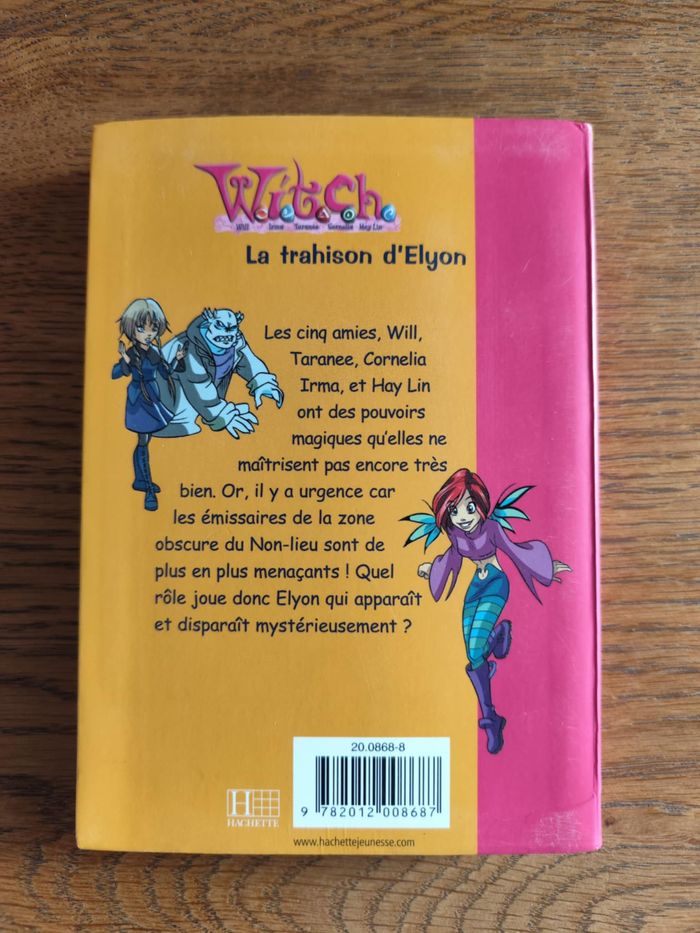 W.i.t.c.h.
Will Irma Taranee Cornelia Hay Lin
La trahison d'Elyon
Les cinq amies, Will,
Taranee, Cornelia
Irma, et Hay Lin
ont des pouvoirs
magiques qu'elles ne
maîtrisent pas encore très
bien. Or, il y a urgence car
les émissaires de la zone
obscure du Non-lieu sont de
plus en plus menaçants ! Quel
rôle joue donc Elyon qui apparaît
et disparaît mystérieusement ?
20.0868-8
9 782012 008687
H
HACHETTE
www.hachettejeunesse.com